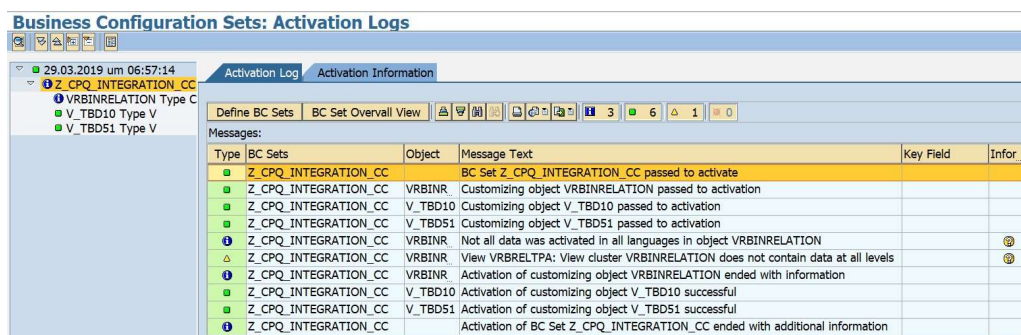 Business Configuration Sets: Activation Logs
29.03.2019 um 06:57:14
Z_CPQ_INTEGRATION_CC
VRBINRELATION Type C
V_TBD10 Type V
V_TBD51 Type V
Activation Log Activation Information
Define BC Sets BC Set Overvall View 3 6 1 0
Messages:
Type BC Sets Object Message Text Key Field Infor
Z_CPQ_INTEGRATION_CC BC Set Z_CPQ_INTEGRATION_CC passed to activate
Z_CPQ_INTEGRATION_CC VRBINR Customizing object VRBINRELATION passed to activation
Z_CPQ_INTEGRATION_CC V_TBD10 Customizing object V_TBD10 passed to activation
Z_CPQ_INTEGRATION_CC V_TBD51 Customizing object V_TBD51 passed to activation
Z_CPQ_INTEGRATION_CC VRBINR Not all data was activated in all languages in object VRBINRELATION
Z_CPQ_INTEGRATION_CC VRBINR View VRBRELTPA: View cluster VRBINRELATION does not contain data at all levels
Z_CPQ_INTEGRATION_CC VRBINR Activation of customizing object VRBINRELATION ended with information
Z_CPQ_INTEGRATION_CC V_TBD10 Activation of customizing object V_TBD10 successful
Z_CPQ_INTEGRATION_CC V_TBD51 Activation of customizing object V_TBD51 successful
Z_CPQ_INTEGRATION_CC Activation of BC Set Z_CPQ_INTEGRATION_CC ended with additional information